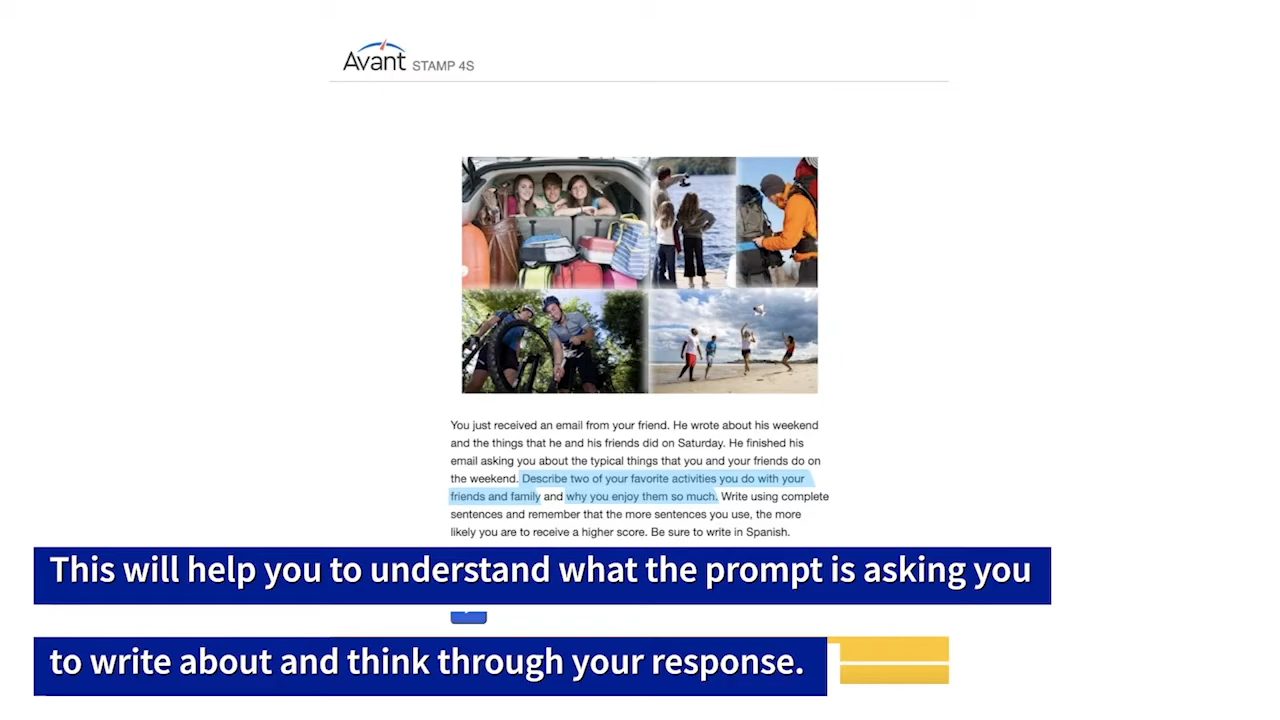 Avant STAMP 4S
You just received an email from your friend. He wrote about his weekend
and the things that he and his friends did on Saturday. He finished his
email asking you about the typical things that you and your friends do on
the weekend. Describe two of your favorite activities you do with your
friends and family and why you enjoy them so much. Write using complete
sentences and remember that the more sentences you use, the more
likely you are to receive a higher score. Be sure to write in Spanish.
This will help you to understand what the prompt is asking you
to write about and think through your response.